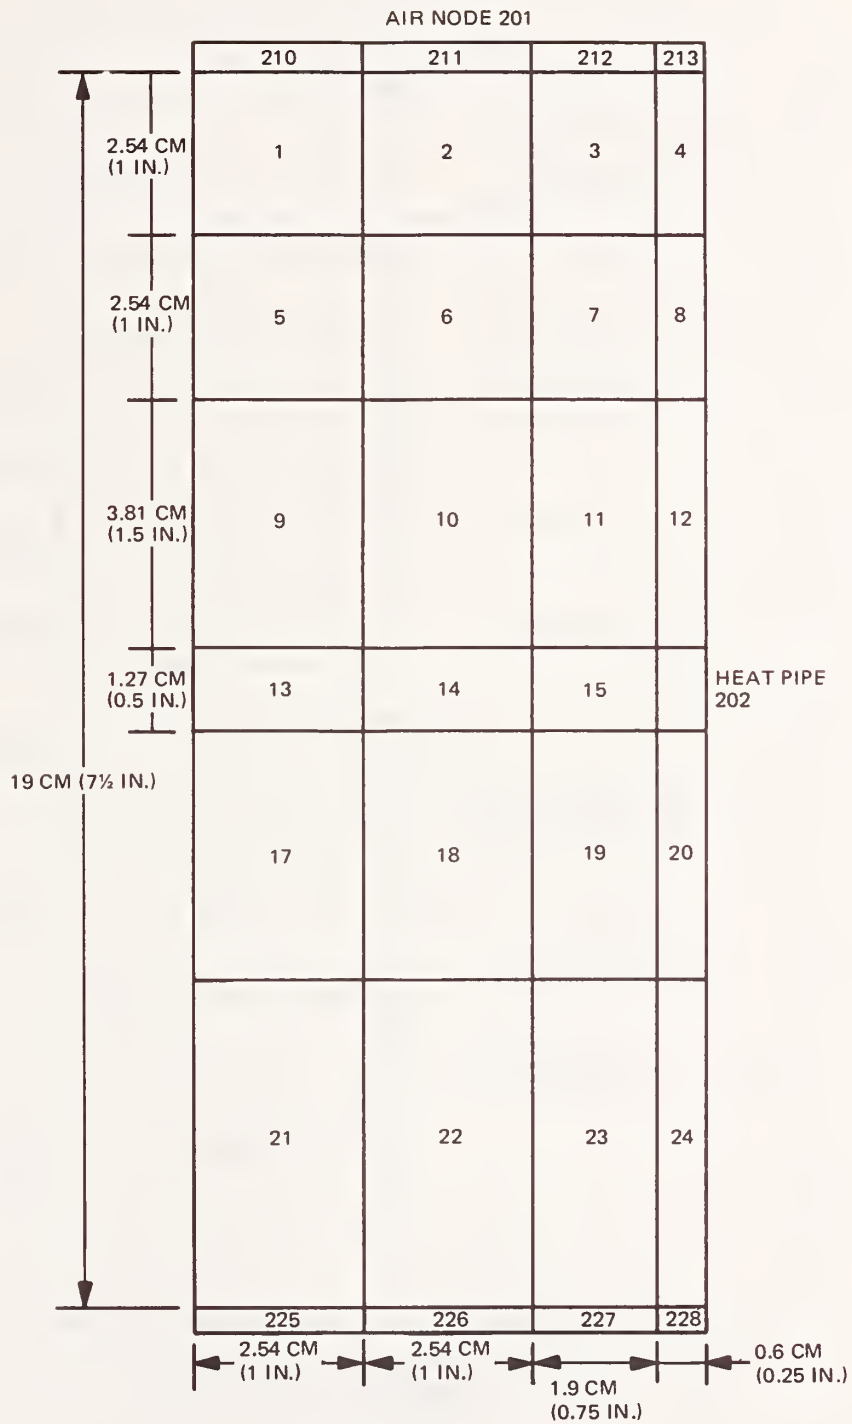 AIR NODE 201
210 211 212 213
2.54 CM
(1 IN.)
1 2 3 4
2.54 CM
(1 IN.)
5 6 7 8
3.81 CM
(1.5 IN.)
9 10 11 12
1.27 CM
(0.5 IN.)
13 14 15
HEAT PIPE
202
19 CM (7½ IN.)
17 18 19 20
21 22 23 24
225 226 227 228
2.54 CM
(1 IN.)
2.54 CM
(1 IN.)
1.9 CM
(0.75 IN.)
0.6 CM
(0.25 IN.)